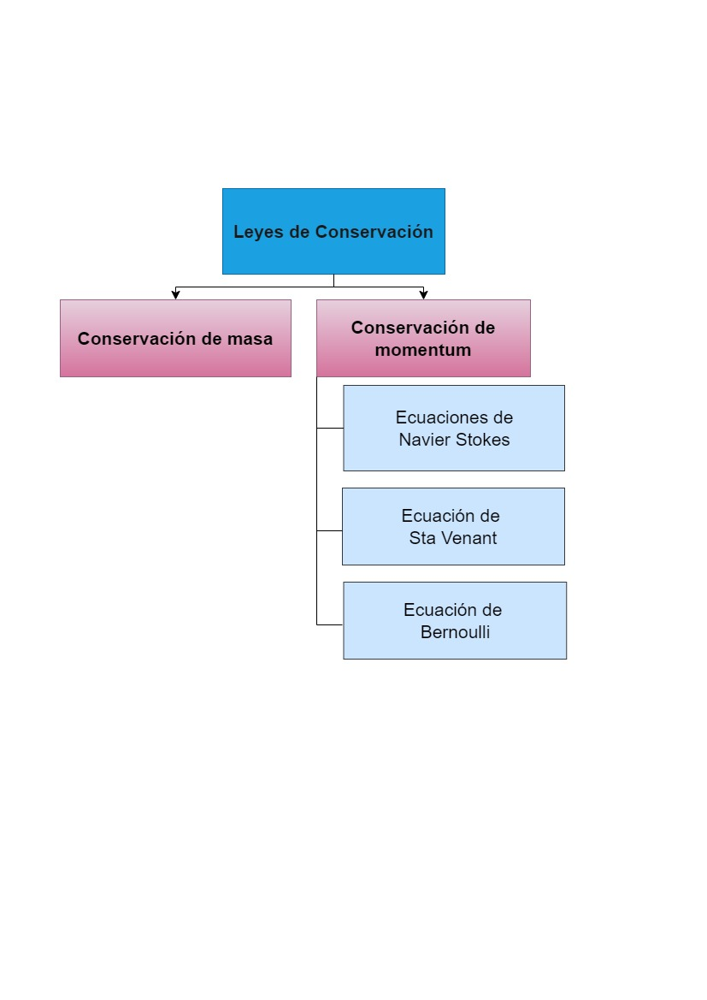 Leyes de Conservación
Conservación de masa
Conservación de
momentum
Ecuaciones de
Navier Stokes
Ecuación de
Sta Venant
Ecuación de
Bernoulli